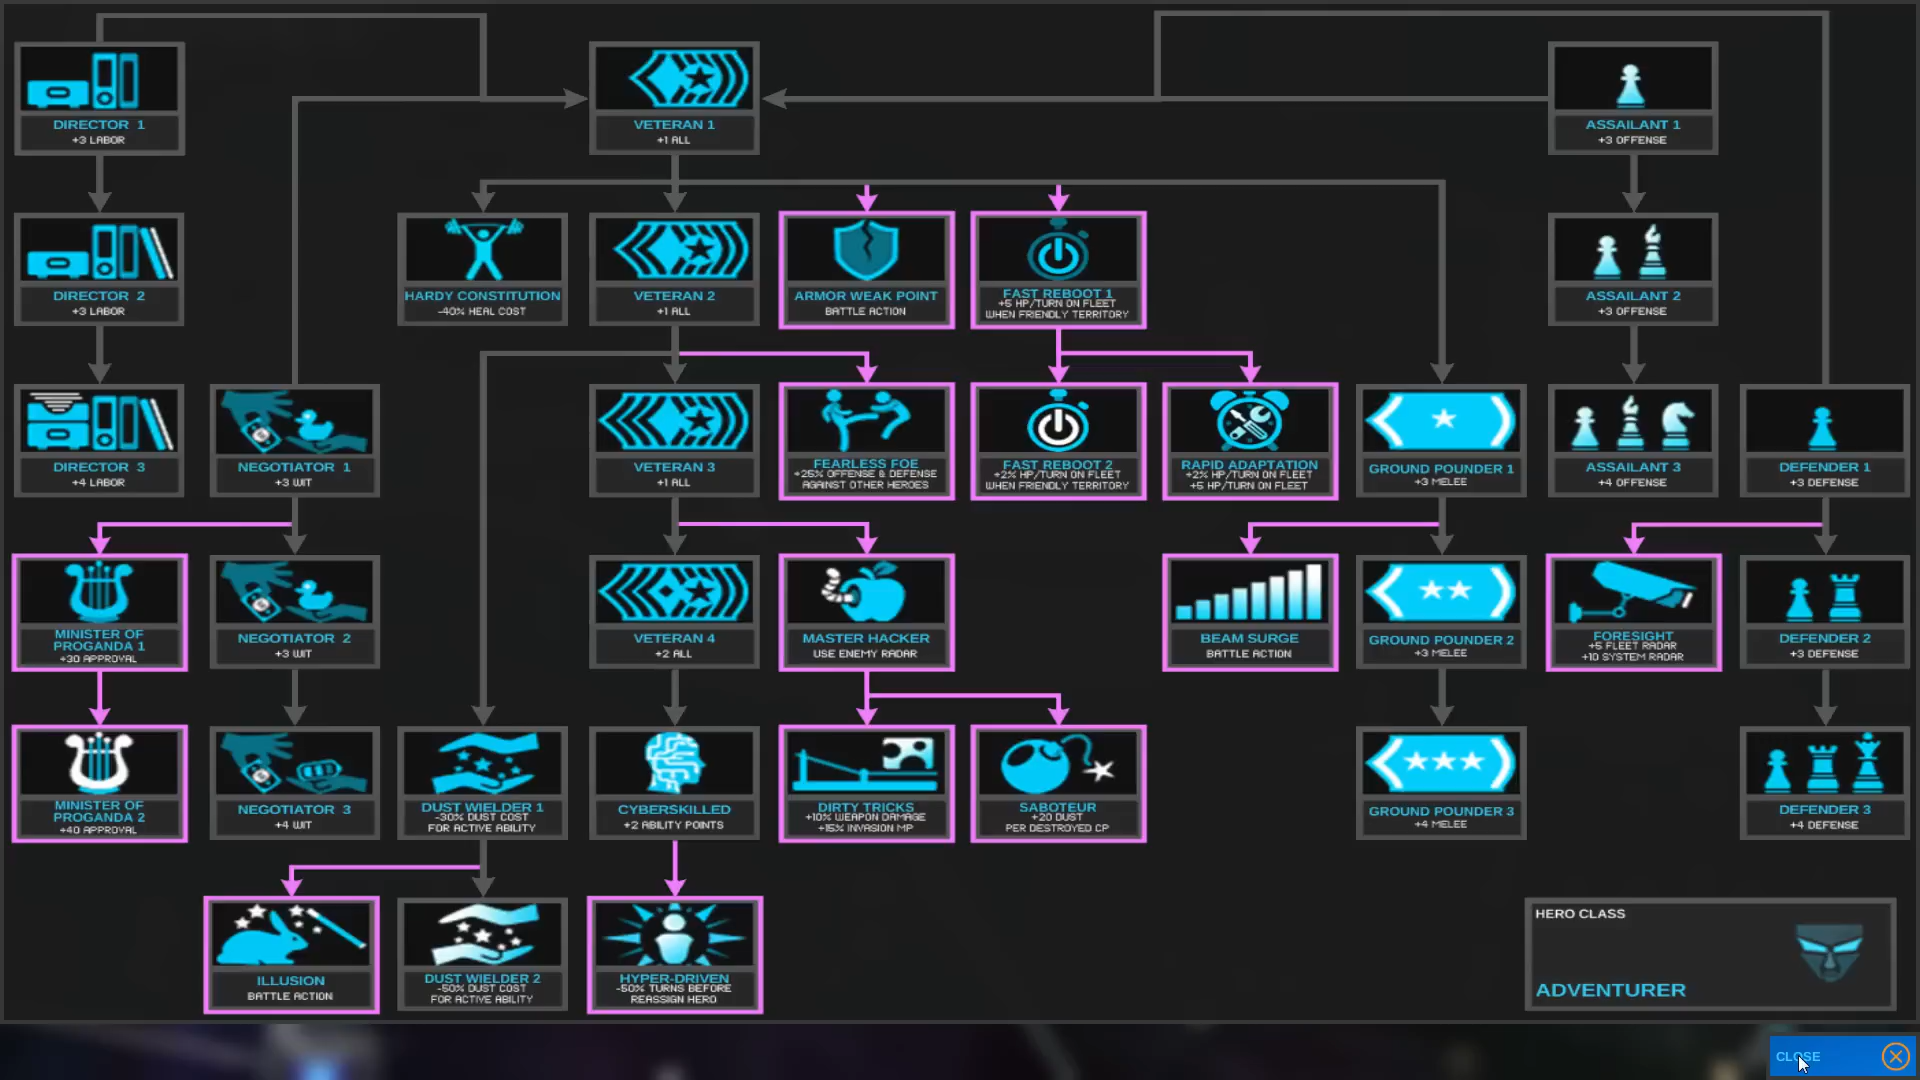 DIRECTOR 1
+3 LABOR
VETERAN 1
+1 ALL
ASSAILANT 1
+3 OFFENSE
DIRECTOR 2
+3 LABOR
HARDY CONSTITUTION
-40% HEAL COST
VETERAN 2
+1 ALL
ARMOR WEAK POINT
BATTLE ACTION
FAST REBOOT 1
+5 HP/TURN ON FLEET
WHEN FRIENDLY TERRITORY
ASSAILANT 2
+3 OFFENSE
DIRECTOR 3
+4 LABOR
NEGOTIATOR 1
+3 WIT
VETERAN 3
+1 ALL
FEARLESS FOE
+25% OFFENSE & DEFENSE
AGAINST OTHER HEROES
FAST REBOOT 2
+2% HP/TURN ON FLEET
WHEN FRIENDLY TERRITORY
RAPID ADAPTATION
+2% HP/TURN ON FLEET
+5 HP/TURN ON FLEET
GROUND POUNDER 1
+3 MELEE
ASSAILANT 3
+4 OFFENSE
DEFENDER 1
+3 DEFENSE
MINISTER OF
PROGANDA 1
+30 APPROVAL
NEGOTIATOR 2
+3 WIT
VETERAN 4
+2 ALL
MASTER HACKER
USE ENEMY RADAR
BEAM SURGE
BATTLE ACTION
GROUND POUNDER 2
+3 MELEE
FORESIGHT
+5 FLEET RADAR
+10 SYSTEM RADAR
DEFENDER 2
+3 DEFENSE
MINISTER OF
PROGANDA 2
+40 APPROVAL
NEGOTIATOR 3
+4 WIT
DUST WIELDER 1
-30% DUST COST
FOR ACTIVE ABILITY
CYBERSKILLED
+2 ABILITY POINTS
DIRTY TRICKS
+10% WEAPON DAMAGE
+15% INVASION MP
SABOTEUR
+20 DUST
PER DESTROYED CP
GROUND POUNDER 3
+4 MELEE
DEFENDER 3
+4 DEFENSE
ILLUSION
BATTLE ACTION
DUST WIELDER 2
-50% DUST COST
FOR ACTIVE ABILITY
HYPER-DRIVEN
-50% TURNS BEFORE
REASSIGN HERO
HERO CLASS
ADVENTURER
CLOSE